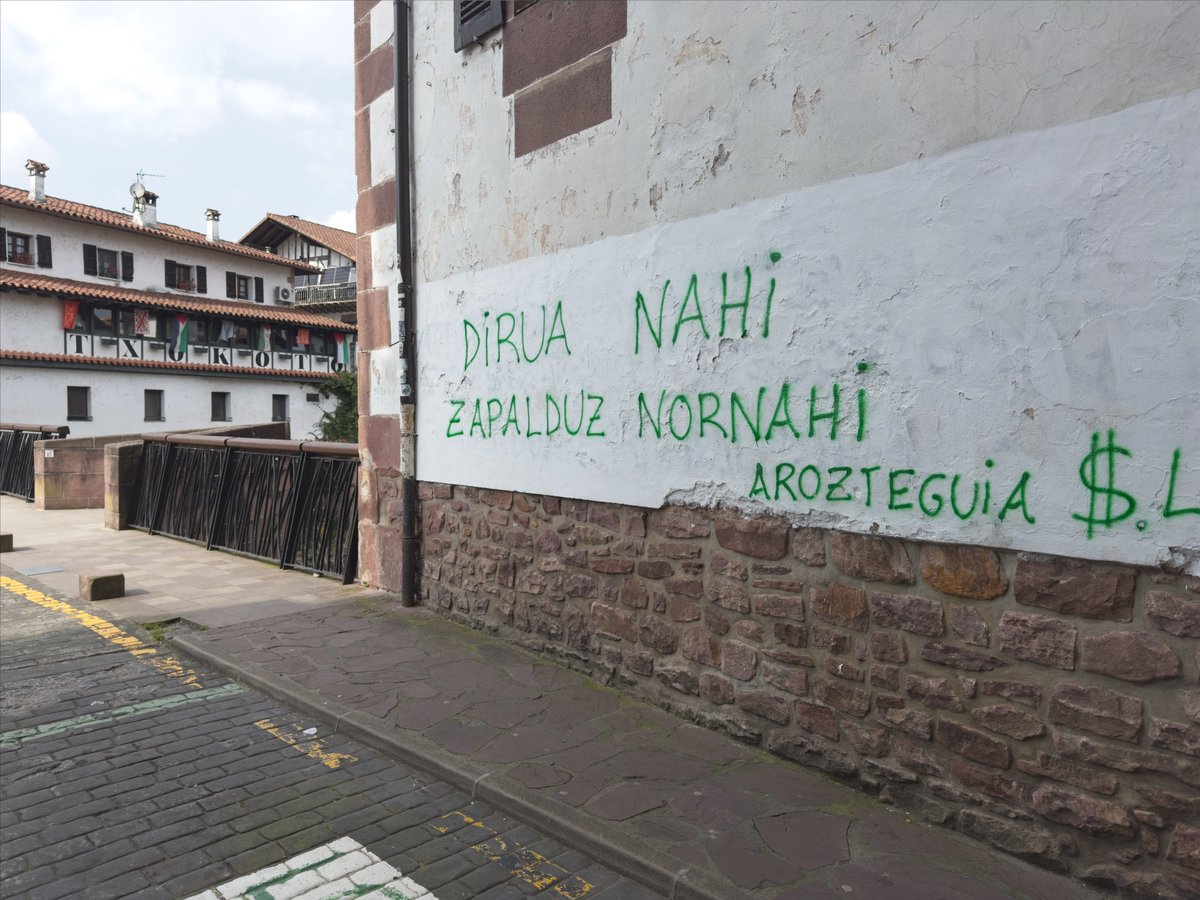 TXOKOTO
DiRUA NAHi
ZAPALDUZ NORNAHi
AROZTEGUiA $.L